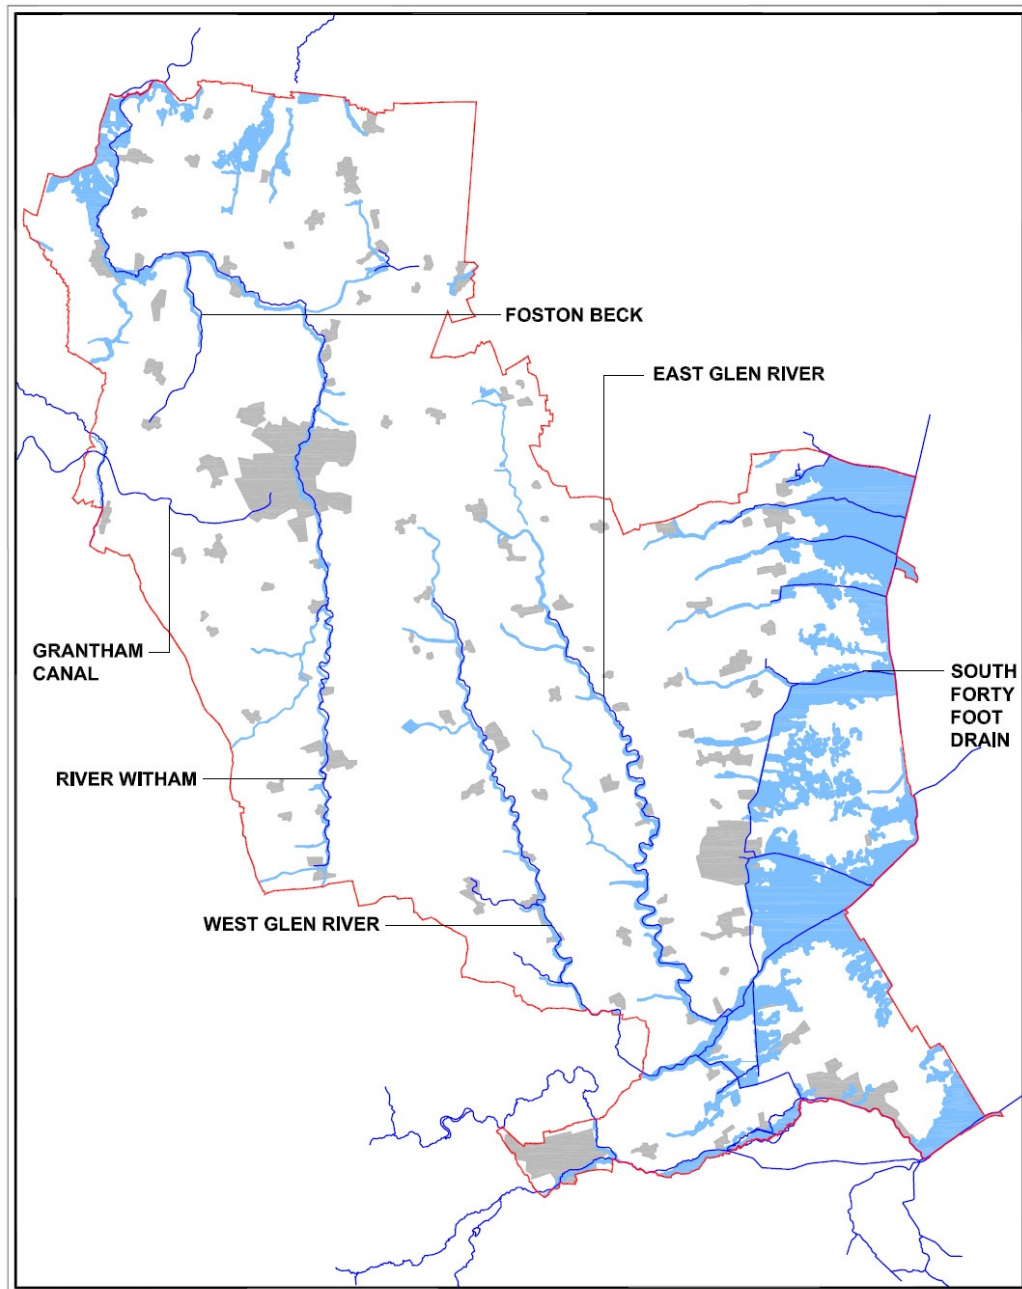 FOSTON BECK
EAST GLEN RIVER
GRANTHAM
CANAL
SOUTH
FORTY
FOOT
DRAIN
RIVER WITHAM
WEST GLEN RIVER